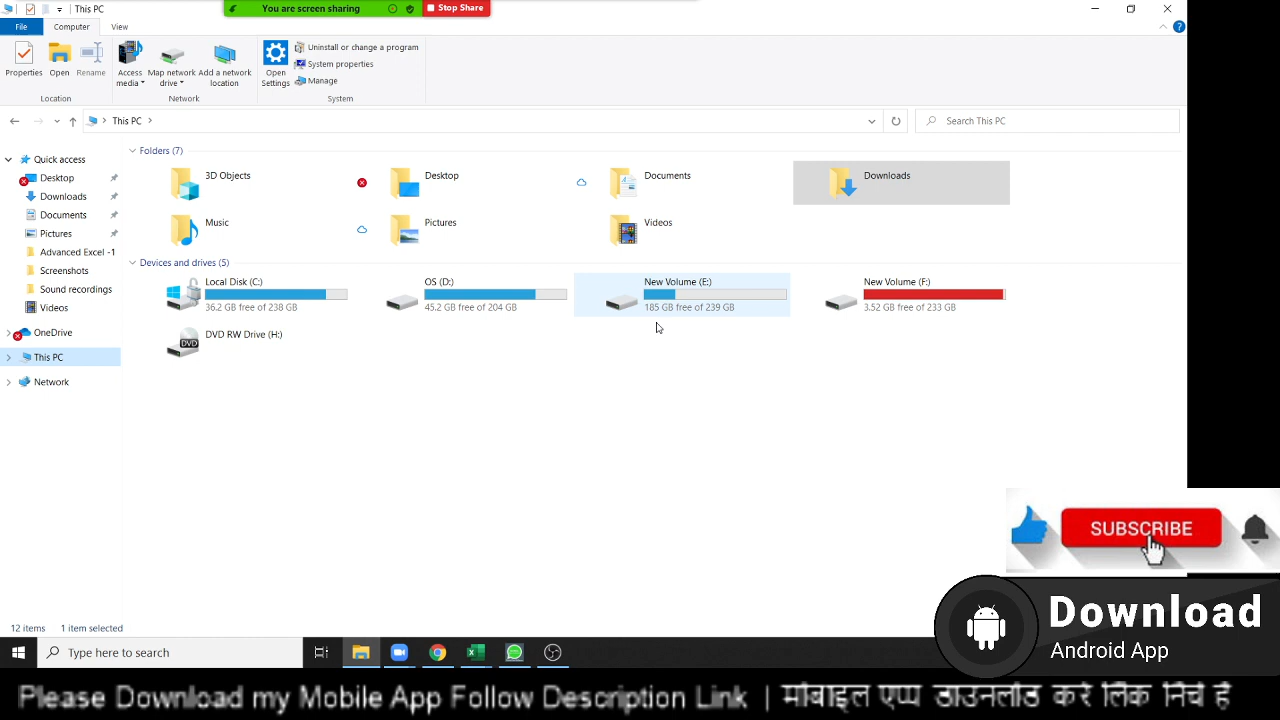 This PC
You are screen sharing
Stop Share
File
Computer
View
Properties
Open
Rename
Access media
Map network drive
Add a network location
Open Settings
Uninstall or change a program
System properties
Manage
Location
Network
System
This PC
Search This PC
Quick access
Desktop
Downloads
Documents
Pictures
Advanced Excel -1
Screenshots
Sound recordings
Videos
OneDrive
This PC
Network
Folders (7)
3D Objects
Desktop
Documents
Downloads
Music
Pictures
Videos
Devices and drives (5)
Local Disk (C:)
36.2 GB free of 238 GB
OS (D:)
45.2 GB free of 204 GB
New Volume (E:)
185 GB free of 239 GB
New Volume (F:)
3.52 GB free of 233 GB
DVD RW Drive (H:)
DVD
SUBSCRIBE
Download
Android App
12 items
1 item selected
Type here to search
Please Download my Mobile App Follow Description Link | मोबाइल एप्प डाउनलोड करे लिंक निचे है